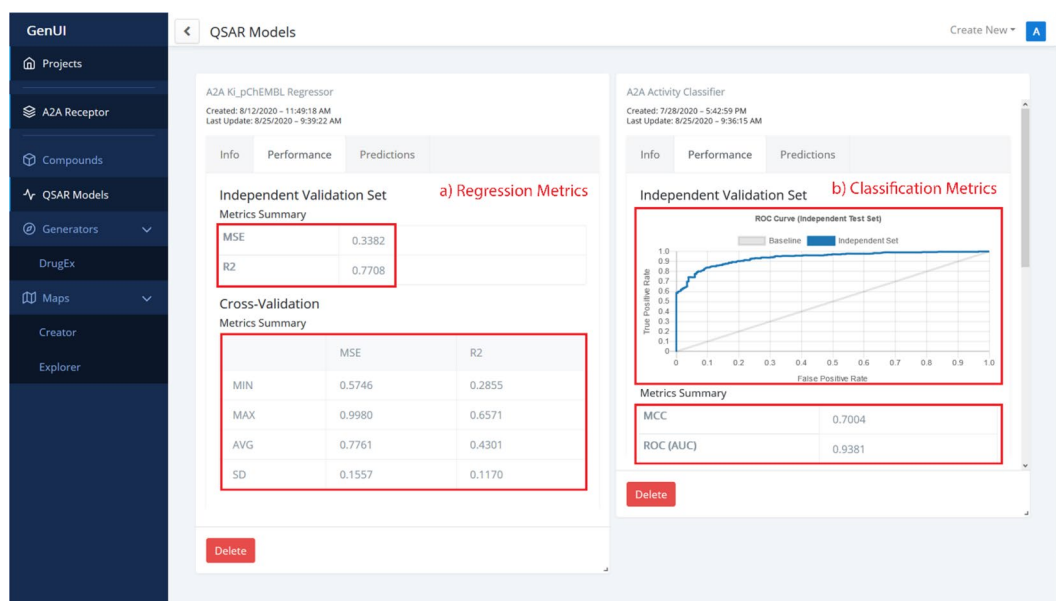 GenUI
QSAR Models
Create New
A
Projects
A2A Receptor
Compounds
QSAR Models
Generators
DrugEx
Maps
Creator
Explorer
A2A Ki_pChEMBL Regressor
Created: 8/12/2020 – 11:49:18 AM
Last Update: 8/25/2020 – 9:39:22 AM
Info Performance Predictions
Independent Validation Set
a) Regression Metrics
Metrics Summary
MSE 0.3382
R2 0.7708
Cross-Validation
Metrics Summary
MSE R2
MIN 0.5746 0.2855
MAX 0.9980 0.6571
AVG 0.7761 0.4301
SD 0.1557 0.1170
Delete
A2A Activity Classifier
Created: 7/28/2020 – 5:42:59 PM
Last Update: 8/25/2020 – 9:36:15 AM
Info Performance Predictions
Independent Validation Set
b) Classification Metrics
ROC Curve (Independent Test Set)
Baseline Independent Set
True Positive Rate
1.0
0.9
0.8
0.7
0.6
0.5
0.4
0.3
0.2
0.1
0
0 0.1 0.2 0.3 0.4 0.5 0.6 0.7 0.8 0.9 1.0
False Positive Rate
Metrics Summary
MCC 0.7004
ROC (AUC) 0.9381
Delete